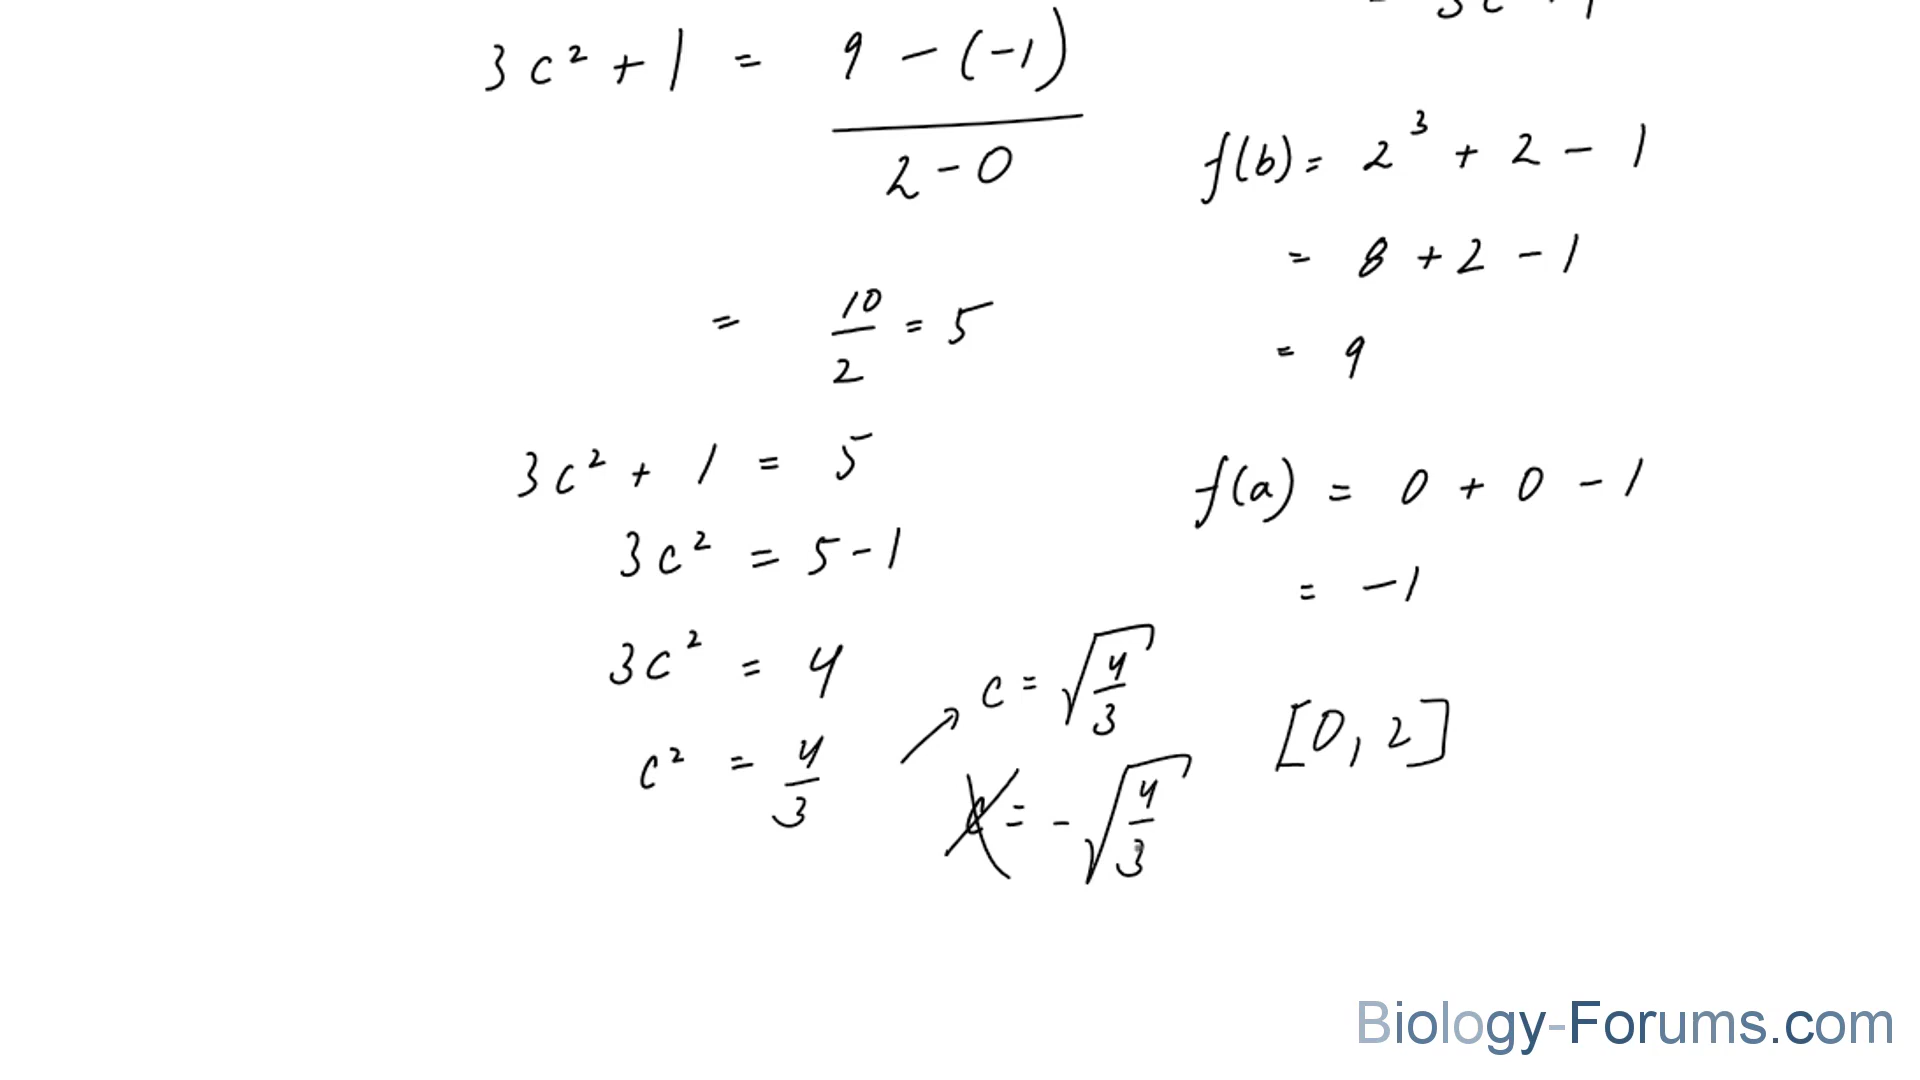 3c² + 1 = 9 - (-1)
2 - 0
= 10/2 = 5
3c² + 1 = 5
3c² = 5 - 1
3c² = 4
c² = 4/3
c = √4/3
c = -√4/3
f(b) = 2³ + 2 - 1
= 8 + 2 - 1
= 9
f(a) = 0 + 0 - 1
= -1
[0, 2]
Biology-Forums.com